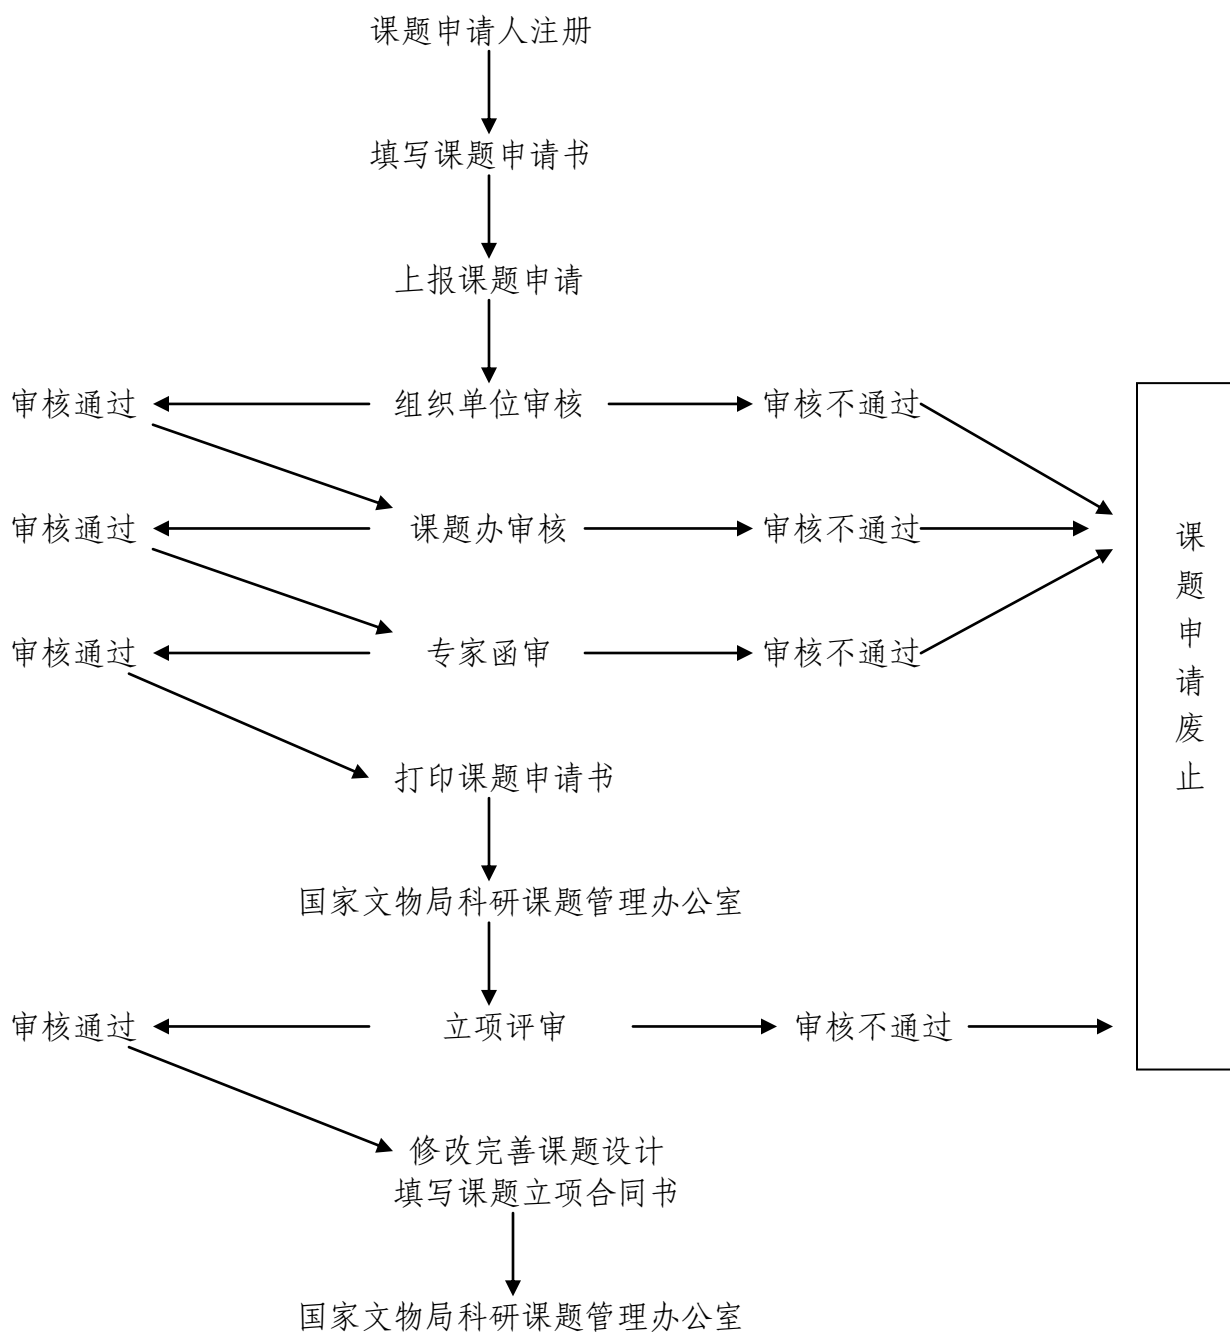 课题申请人注册
填写课题申请书
上报课题申请
审核通过 组织单位审核 审核不通过
审核通过 课题办审核 审核不通过
审核通过 专家函审 审核不通过
课题申请废止
打印课题申请书
国家文物局科研课题管理办公室
审核通过 立项评审 审核不通过
修改完善课题设计
填写课题立项合同书
国家文物局科研课题管理办公室